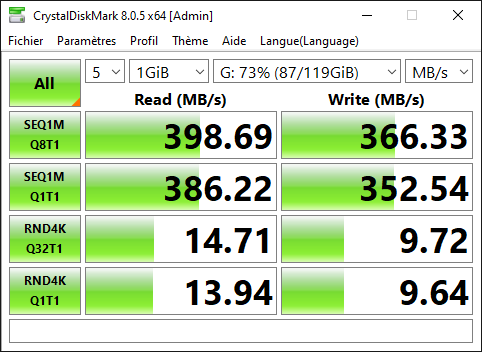 CrystalDiskMark 8.0.5 x64 [Admin]
Fichier Paramètres Profil Thème Aide Langue(Language)
All 5 1GiB G: 73% (87/119GiB) MB/s
Read (MB/s) Write (MB/s)
SEQ1M
Q8T1 398.69 366.33
SEQ1M
Q1T1 386.22 352.54
RND4K
Q32T1 14.71 9.72
RND4K
Q1T1 13.94 9.64